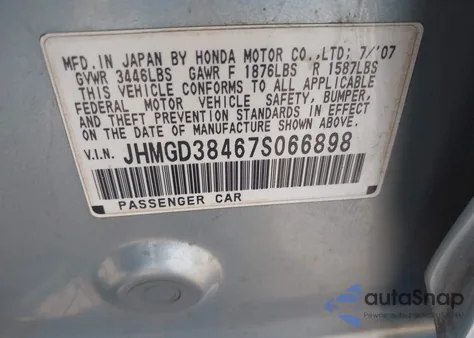 MFD. IN JAPAN BY HONDA MOTOR CO., LTD; 7/'07
GVWR 3446LBS GAWR F 1876LBS R 1587LBS
THIS VEHICLE CONFORMS TO ALL APPLICABLE
FEDERAL MOTOR VEHICLE SAFETY, BUMPER,
AND THEFT PREVENTION STANDARDS IN EFFECT
ON THE DATE OF MANUFACTURE SHOWN ABOVE.
V.I.N. JHMGD38467S066898
PASSENGER CAR
autaSnap